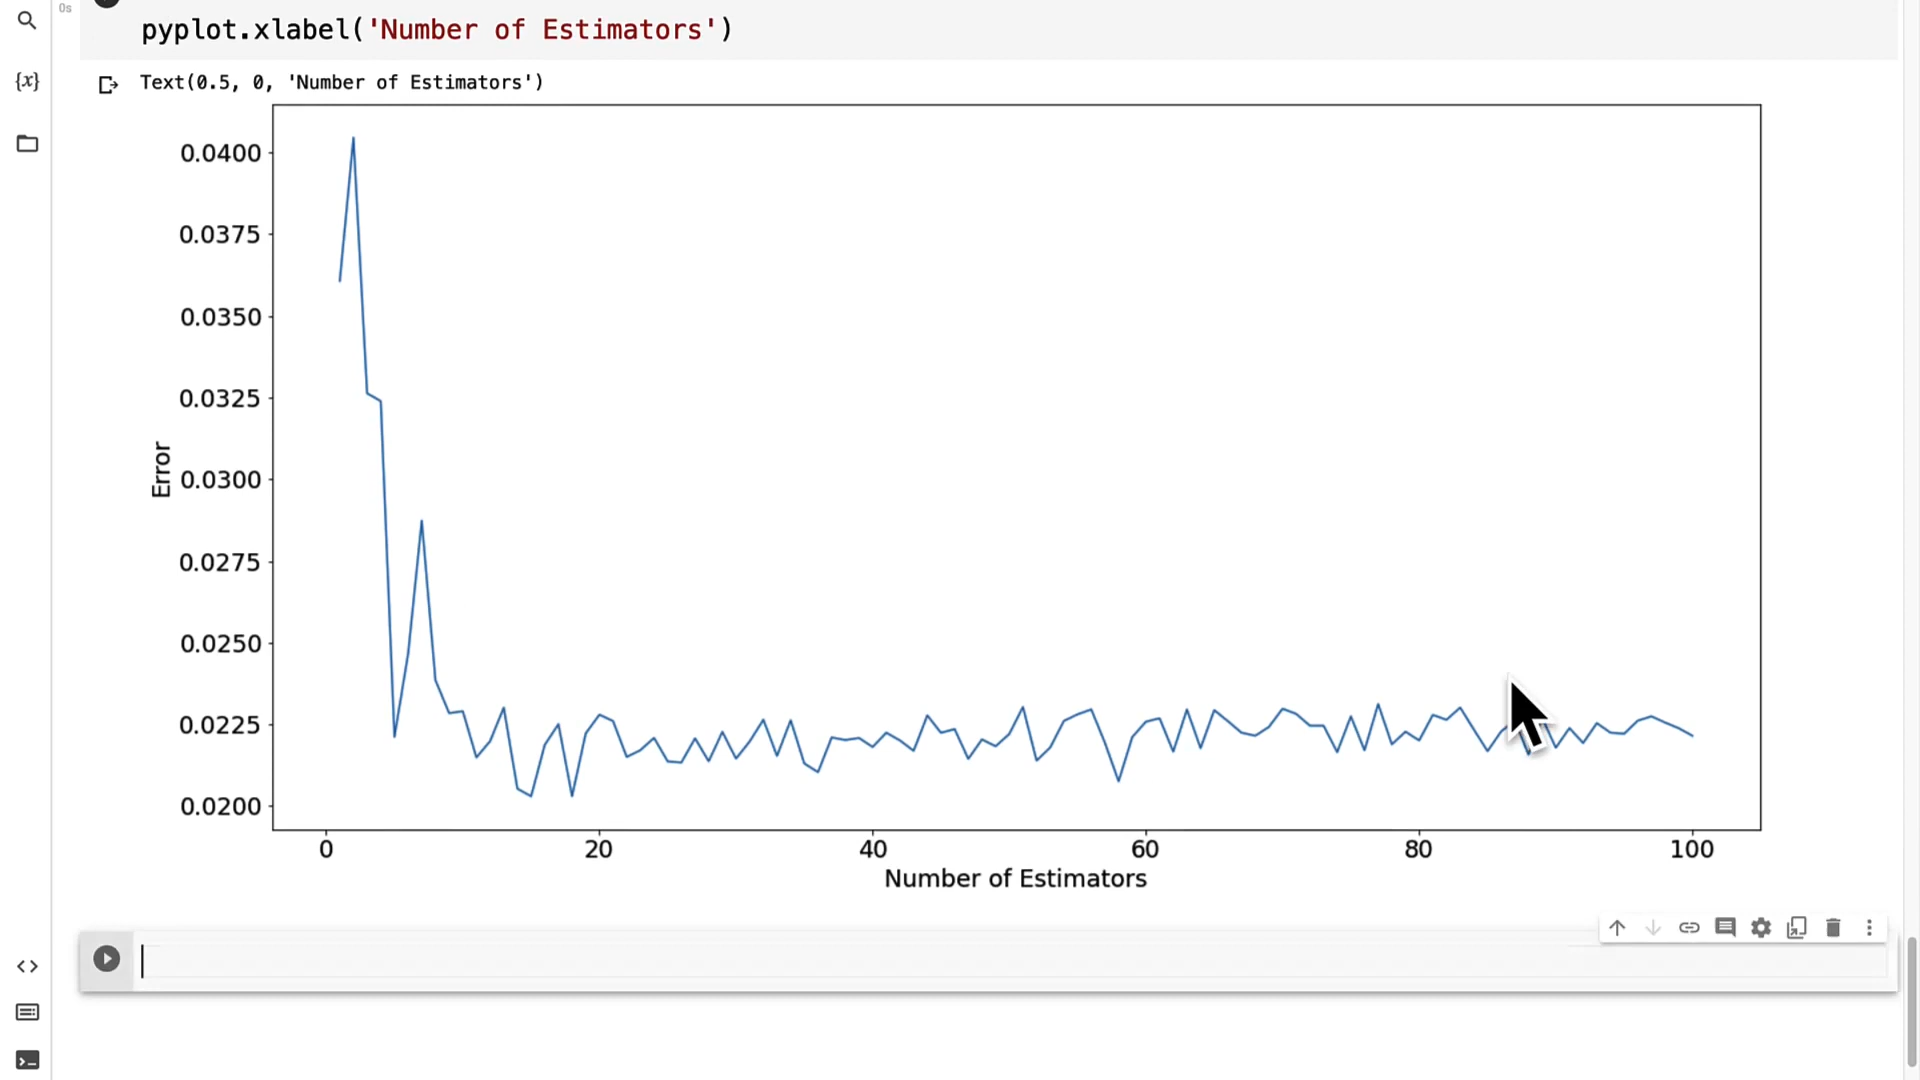 0s
pyplot.xlabel('Number of Estimators')
{x}
Text(0.5, 0, 'Number of Estimators')
0.0400
0.0375
0.0350
0.0325
0.0300
0.0275
0.0250
0.0225
0.0200
Error
0 20 40 60 80 100
Number of Estimators